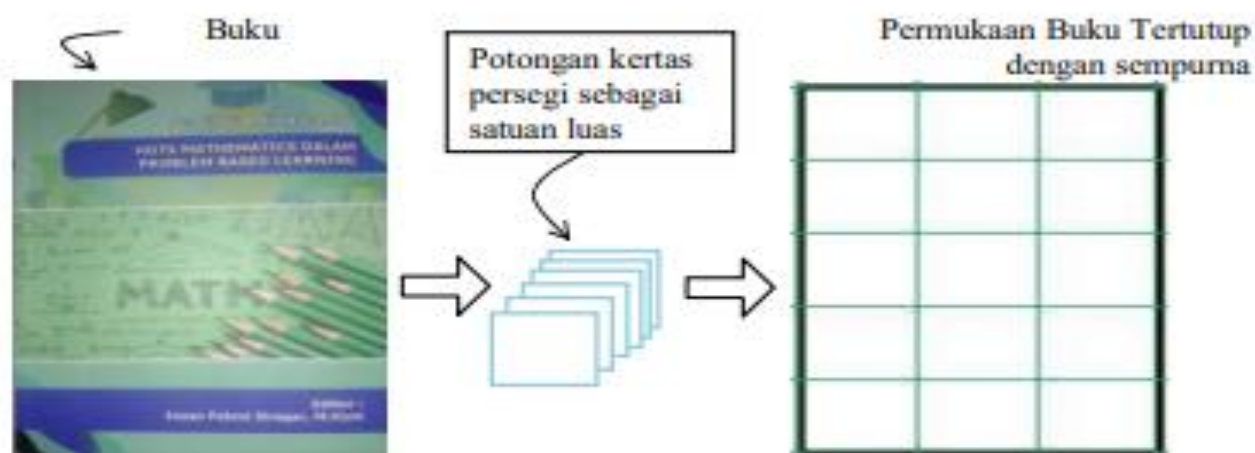 Buku
Potongan kertas
persegi sebagai
satuan luas
Permukaan Buku Tertutup
dengan sempurna
HOTS MATHEMATICS DALAM
PROBLEM BASED LEARNING
MATH
Editor :